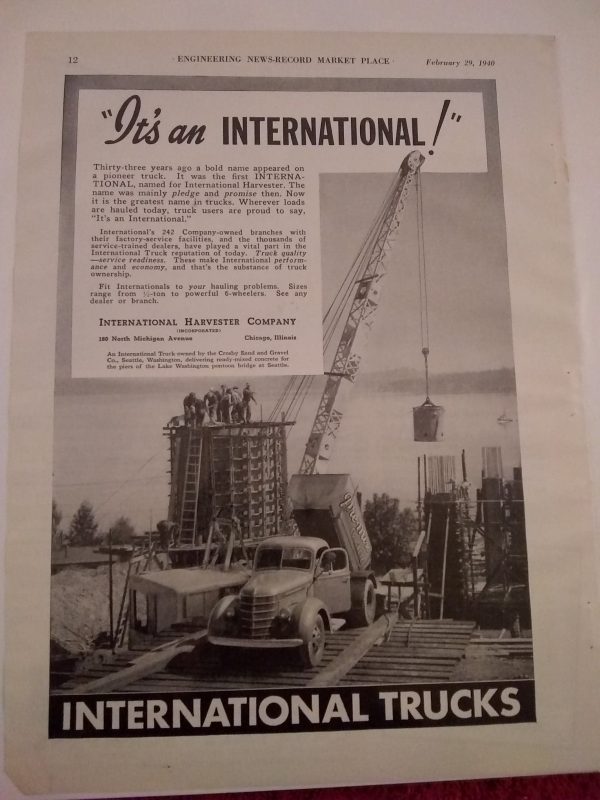 12 · ENGINEERING NEWS-RECORD MARKET PLACE · February 29, 1940
"It's an INTERNATIONAL!"
Thirty-three years ago a bold name appeared on
a pioneer truck. It was the first INTERNA-
TIONAL, named for International Harvester. The
name was mainly pledge and promise then. Now
it is the greatest name in trucks. Wherever loads
are hauled today, truck users are proud to say,
"It's an International."
International's 242 Company-owned branches with
their factory-service facilities, and the thousands of
service-trained dealers, have played a vital part in the
International Truck reputation of today. Truck quality
—service readiness. These make International perform-
ance and economy, and that's the substance of truck
ownership.
Fit Internationals to your hauling problems. Sizes
range from ½-ton to powerful 6-wheelers. See any
dealer or branch.
INTERNATIONAL HARVESTER COMPANY
(INCORPORATED)
180 North Michigan Avenue Chicago, Illinois
An International Truck owned by the Crosby Sand and Gravel
Co., Seattle, Washington, delivering ready-mixed concrete for
the piers of the Lake Washington pontoon bridge at Seattle.
INTERNATIONAL TRUCKS